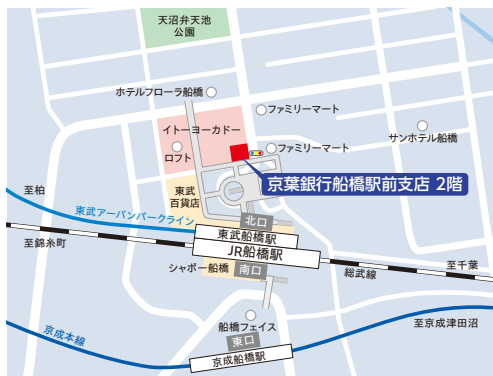 天沼弁天池
公園
ホテルフローラ船橋
ファミリーマート
イトーヨーカドー
サンホテル船橋
ロフト
ファミリーマート
京葉銀行船橋駅前支店 2階
至柏
東武
百貨店
東武アーバンパークライン
北口
東武船橋駅
至錦糸町
JR船橋駅
シャポー船橋
南口
総武線
至千葉
船橋フェイス
至京成津田沼
京成本線
東口
京成船橋駅